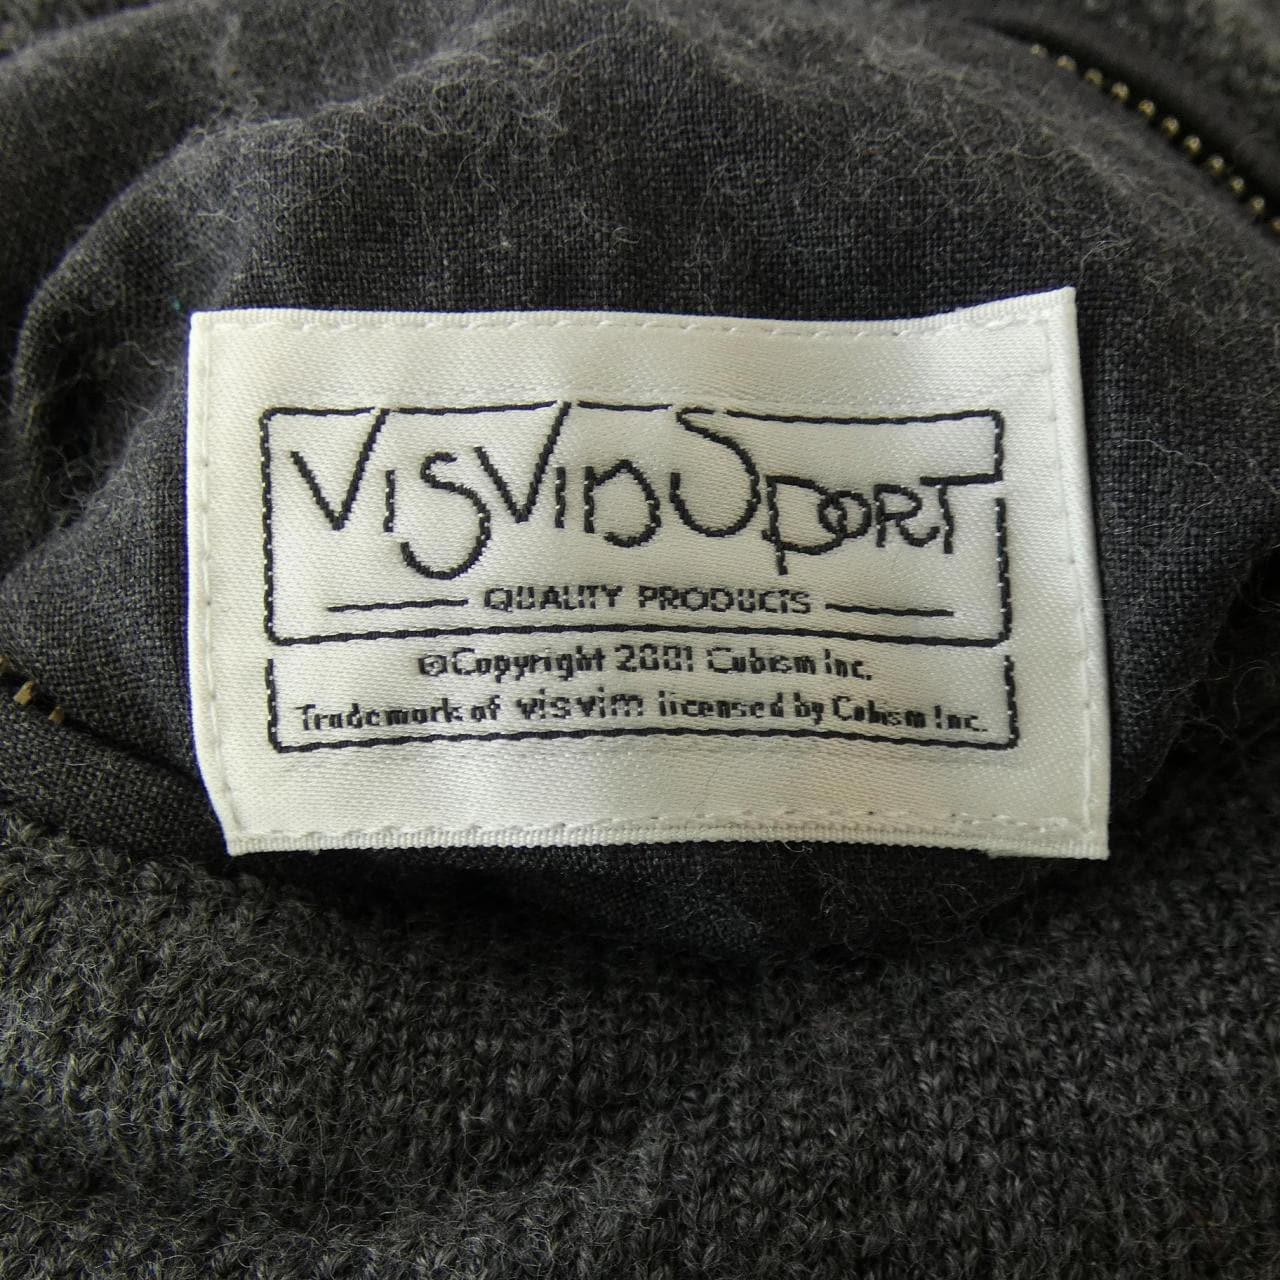 VISVIM SPORT
QUALITY PRODUCTS
©Copyright 2001 Cubism Inc.
Trademark of visvim licensed by Cubism Inc.